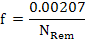 f = 0.00207 / N_Rem